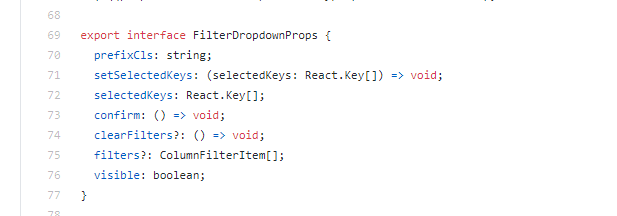 68
69 export interface FilterDropdownProps {
70 prefixCls: string;
71 setSelectedKeys: (selectedKeys: React.Key[]) => void;
72 selectedKeys: React.Key[];
73 confirm: () => void;
74 clearFilters?: () => void;
75 filters?: ColumnFilterItem[];
76 visible: boolean;
77 }
78